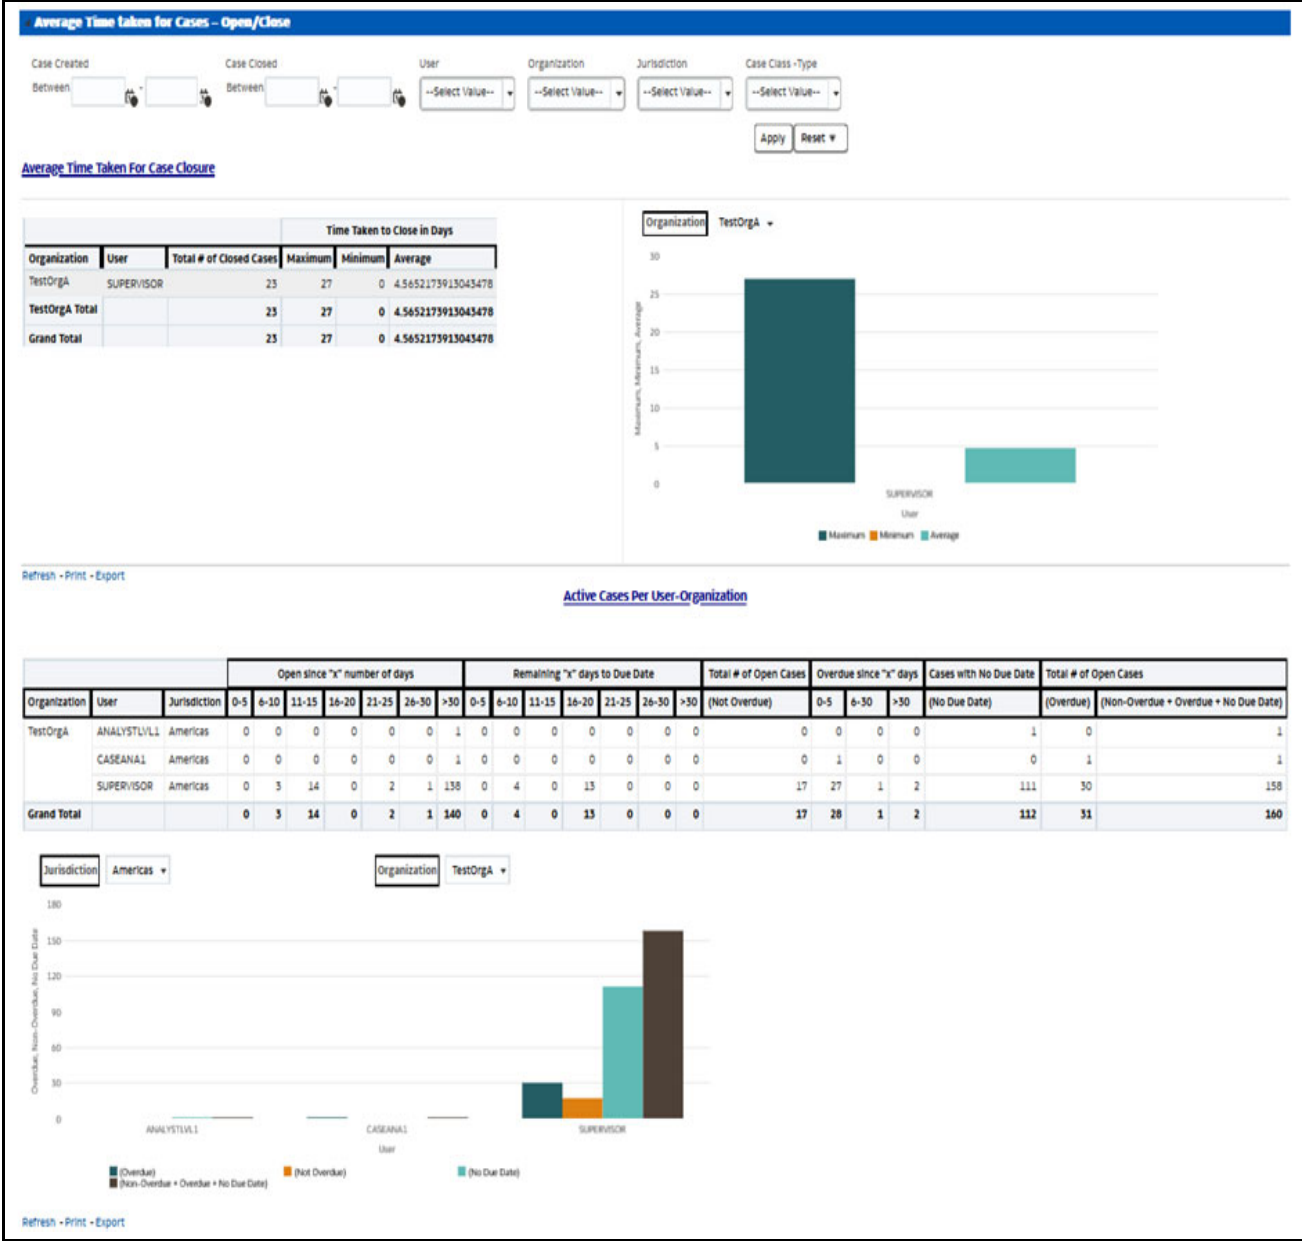 Average Time taken for Cases – Open/Close
Case Created Case Closed User Organization Jurisdiction Case Class -Type
Between - Between - --Select Value-- --Select Value-- --Select Value-- --Select Value--
Apply Reset
Average Time Taken For Case Closure
Time Taken to Close in Days
Organization User Total # of Closed Cases Maximum Minimum Average
TestOrgA SUPERVISOR 23 27 0 4.5652173913043478
TestOrgA Total 23 27 0 4.5652173913043478
Grand Total 23 27 0 4.5652173913043478
Organization TestOrgA
Maximum, Minimum, Average
30
25
20
15
10
5
0
SUPERVISOR
User
Maximum Minimum Average
Refresh - Print - Export
Active Cases Per User-Organization
Open since "x" number of days Remaining "x" days to Due Date Total # of Open Cases Overdue since "x" days Cases with No Due Date Total # of Open Cases
Organization User Jurisdiction 0-5 6-10 11-15 16-20 21-25 26-30 >30 0-5 6-10 11-15 16-20 21-25 26-30 >30 (Not Overdue) 0-5 6-30 >30 (No Due Date) (Overdue) (Non-Overdue + Overdue + No Due Date)
TestOrgA ANALYSTLVL1 Americas 0 0 0 0 0 0 1 0 0 0 0 0 0 0 0 0 0 0 1 0 1
CASEANA1 Americas 0 0 0 0 0 0 1 0 0 0 0 0 0 0 0 1 0 0 0 1 1
SUPERVISOR Americas 0 3 14 0 2 1 138 0 4 0 13 0 0 0 17 27 1 2 111 30 158
Grand Total 0 3 14 0 2 1 140 0 4 0 13 0 0 0 17 28 1 2 112 31 160
Jurisdiction Americas Organization TestOrgA
Overdue, Non-Overdue, No Due Date
180
150
120
90
60
30
0
ANALYSTLVL1 CASEANA1 SUPERVISOR
User
(Overdue) (Not Overdue) (No Due Date)
(Non-Overdue + Overdue + No Due Date)
Refresh - Print - Export